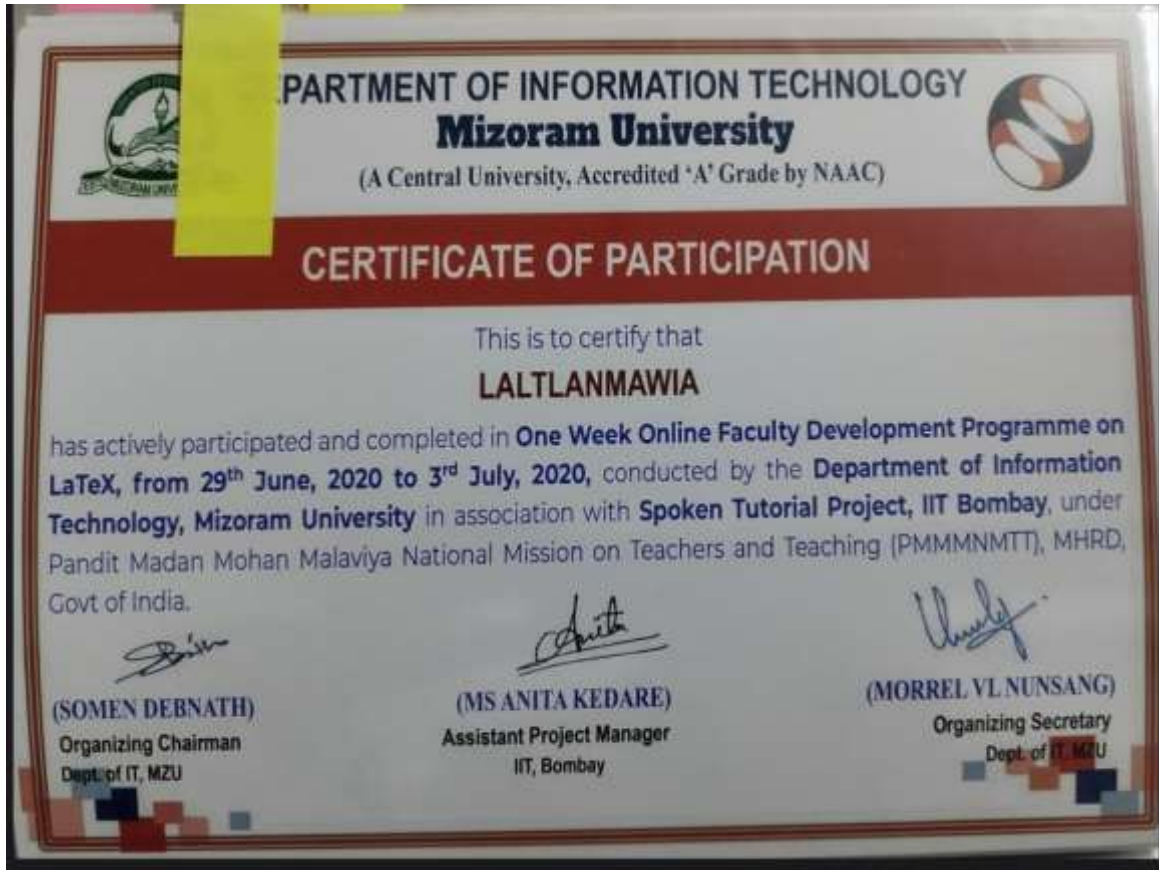 EPARTMENT OF INFORMATION TECHNOLOGY
Mizoram University
(A Central University, Accredited ‘A’ Grade by NAAC)
MIZORAM UNIV
CERTIFICATE OF PARTICIPATION
This is to certify that
LALTLANMAWIA
has actively participated and completed in One Week Online Faculty Development Programme on
LaTeX, from 29th June, 2020 to 3rd July, 2020, conducted by the Department of Information
Technology, Mizoram University in association with Spoken Tutorial Project, IIT Bombay, under
Pandit Madan Mohan Malaviya National Mission on Teachers and Teaching (PMMMNMTT), MHRD,
Govt of India.
Anita
(SOMEN DEBNATH)
Organizing Chairman
Dept. of IT, MZU
(MS ANITA KEDARE)
Assistant Project Manager
IIT, Bombay
(MORREL VL NUNSANG)
Organizing Secretary
Dept. of IT, MZU